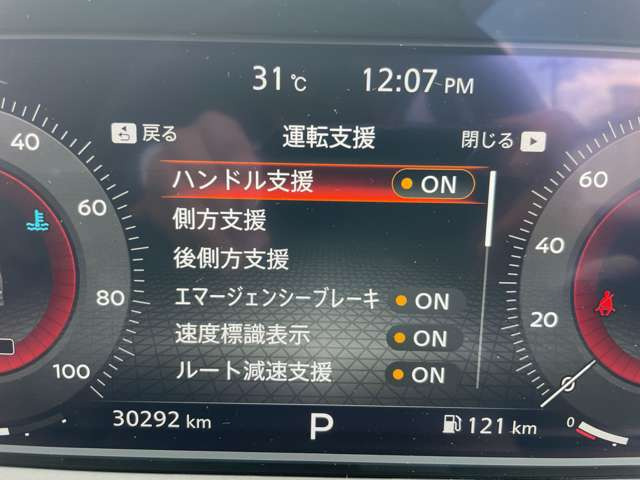 31℃ 12:07 PM
戻る 運転支援 閉じる
ハンドル支援 ON
側方支援
後側方支援
エマージェンシーブレーキ ON
速度標識表示 ON
ルート減速支援 ON
40
60
80
100
60
40
20
0
0
30292 km P 121 km